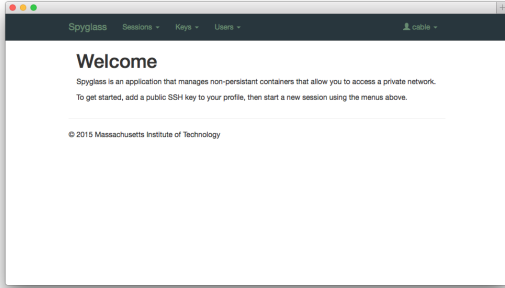 Spyglass Sessions Keys Users cable
Welcome
Spyglass is an application that manages non-persistant containers that allow you to access a private network.
To get started, add a public SSH key to your profile, then start a new session using the menus above.
© 2015 Massachusetts Institute of Technology